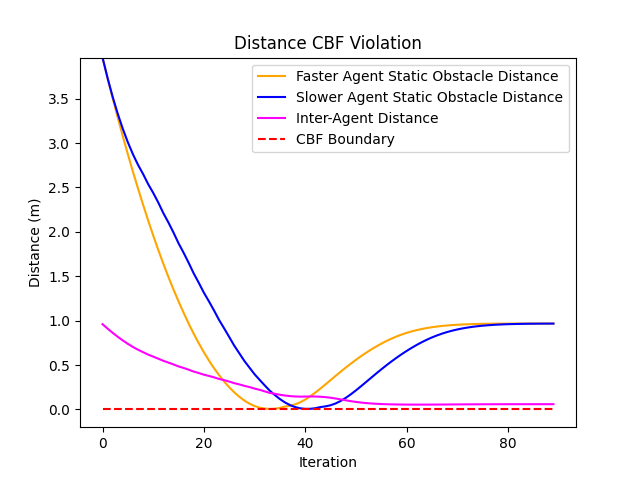 Distance CBF Violation
Faster Agent Static Obstacle Distance
Slower Agent Static Obstacle Distance
Inter-Agent Distance
CBF Boundary
Distance (m)
3.5
3.0
2.5
2.0
1.5
1.0
0.5
0.0
0 20 40 60 80
Iteration